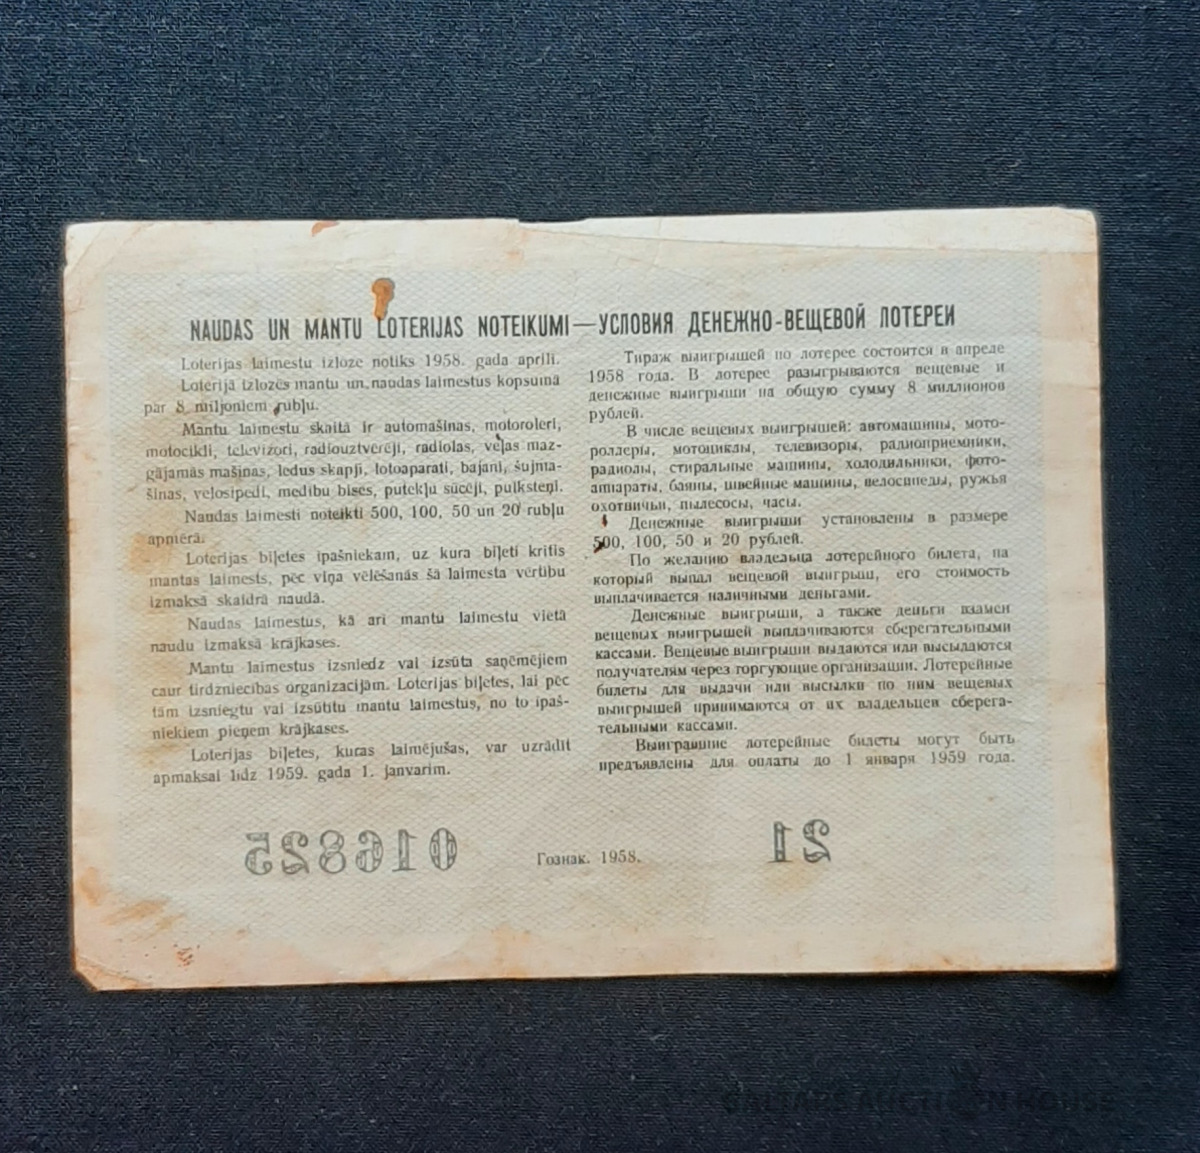 NAUDAS UN MANTU LOTERIJAS NOTEIKUMI—УСЛОВИЯ ДЕНЕЖНО-ВЕЩЕВОЙ ЛОТЕРЕИ
Loterijas laimestu izloze notiks 1958. gada aprīlī.
Loterijā izlozēs mantu un naudas laimestus kopsumā
par 8 miljoniem rubļu.
Mantu laimestu skaitā ir automašīnas, motoroleri,
motocikli, televizori, radiouztvērēji, radiolas, veļas maz-
gājamās mašīnas, ledus skapji, fotoaparāti, bajāni, šujma-
šīnas, velosipēdi, medību bises, putekļu sūcēji, pulksteņi.
Naudas laimesti noteikti 500, 100, 50 un 20 rubļu
apmērā.
Loterijas biļetes īpašniekam, uz kura biļeti kritīs
mantas laimests, pēc viņa vēlēšanās šā laimesta vērtību
izmaksā skaidrā naudā.
Naudas laimestus, kā arī mantu laimestu vietā
naudu izmaksā krājkases.
Mantu laimestus izsniedz vai izsūta saņēmējiem
caur tirdzniecības organizācijām. Loterijas biļetes, lai pēc
tām izsniegtu vai izsūtītu mantu laimestus, no to īpaš-
niekiem pieņem krājkases.
Loterijas biļetes, kuras laimējušas, var uzrādīt
apmaksai līdz 1959. gada 1. janvārim.
Тираж выигрышей по лотерее состоится в апреле
1958 года. В лотерее разыгрываются вещевые и
денежные выигрыши на общую сумму 8 миллионов
рублей.
В числе вещевых выигрышей: автомашины, мото-
роллеры, мотоциклы, телевизоры, радиоприемники,
радиолы, стиральные машины, холодильники, фото-
аппараты, баяны, швейные машины, велосипеды, ружья
охотничьи, пылесосы, часы.
Денежные выигрыши установлены в размере
500, 100, 50 и 20 рублей.
По желанию владельца лотерейного билета, на
который выпал вещевой выигрыш, его стоимость
выплачивается наличными деньгами.
Денежные выигрыши, а также деньги взамен
вещевых выигрышей выплачиваются сберегательными
кассами. Вещевые выигрыши выдаются или высылаются
получателям через торгующие организации. Лотерейные
билеты для выдачи или высылки по ним вещевых
выигрышей принимаются от их владельцев сберега-
тельными кассами.
Выигравшие лотерейные билеты могут быть
предъявлены для оплаты до 1 января 1959 года.
016825
Гознак. 1958.
21
BALTARS AUCTION HOUSE